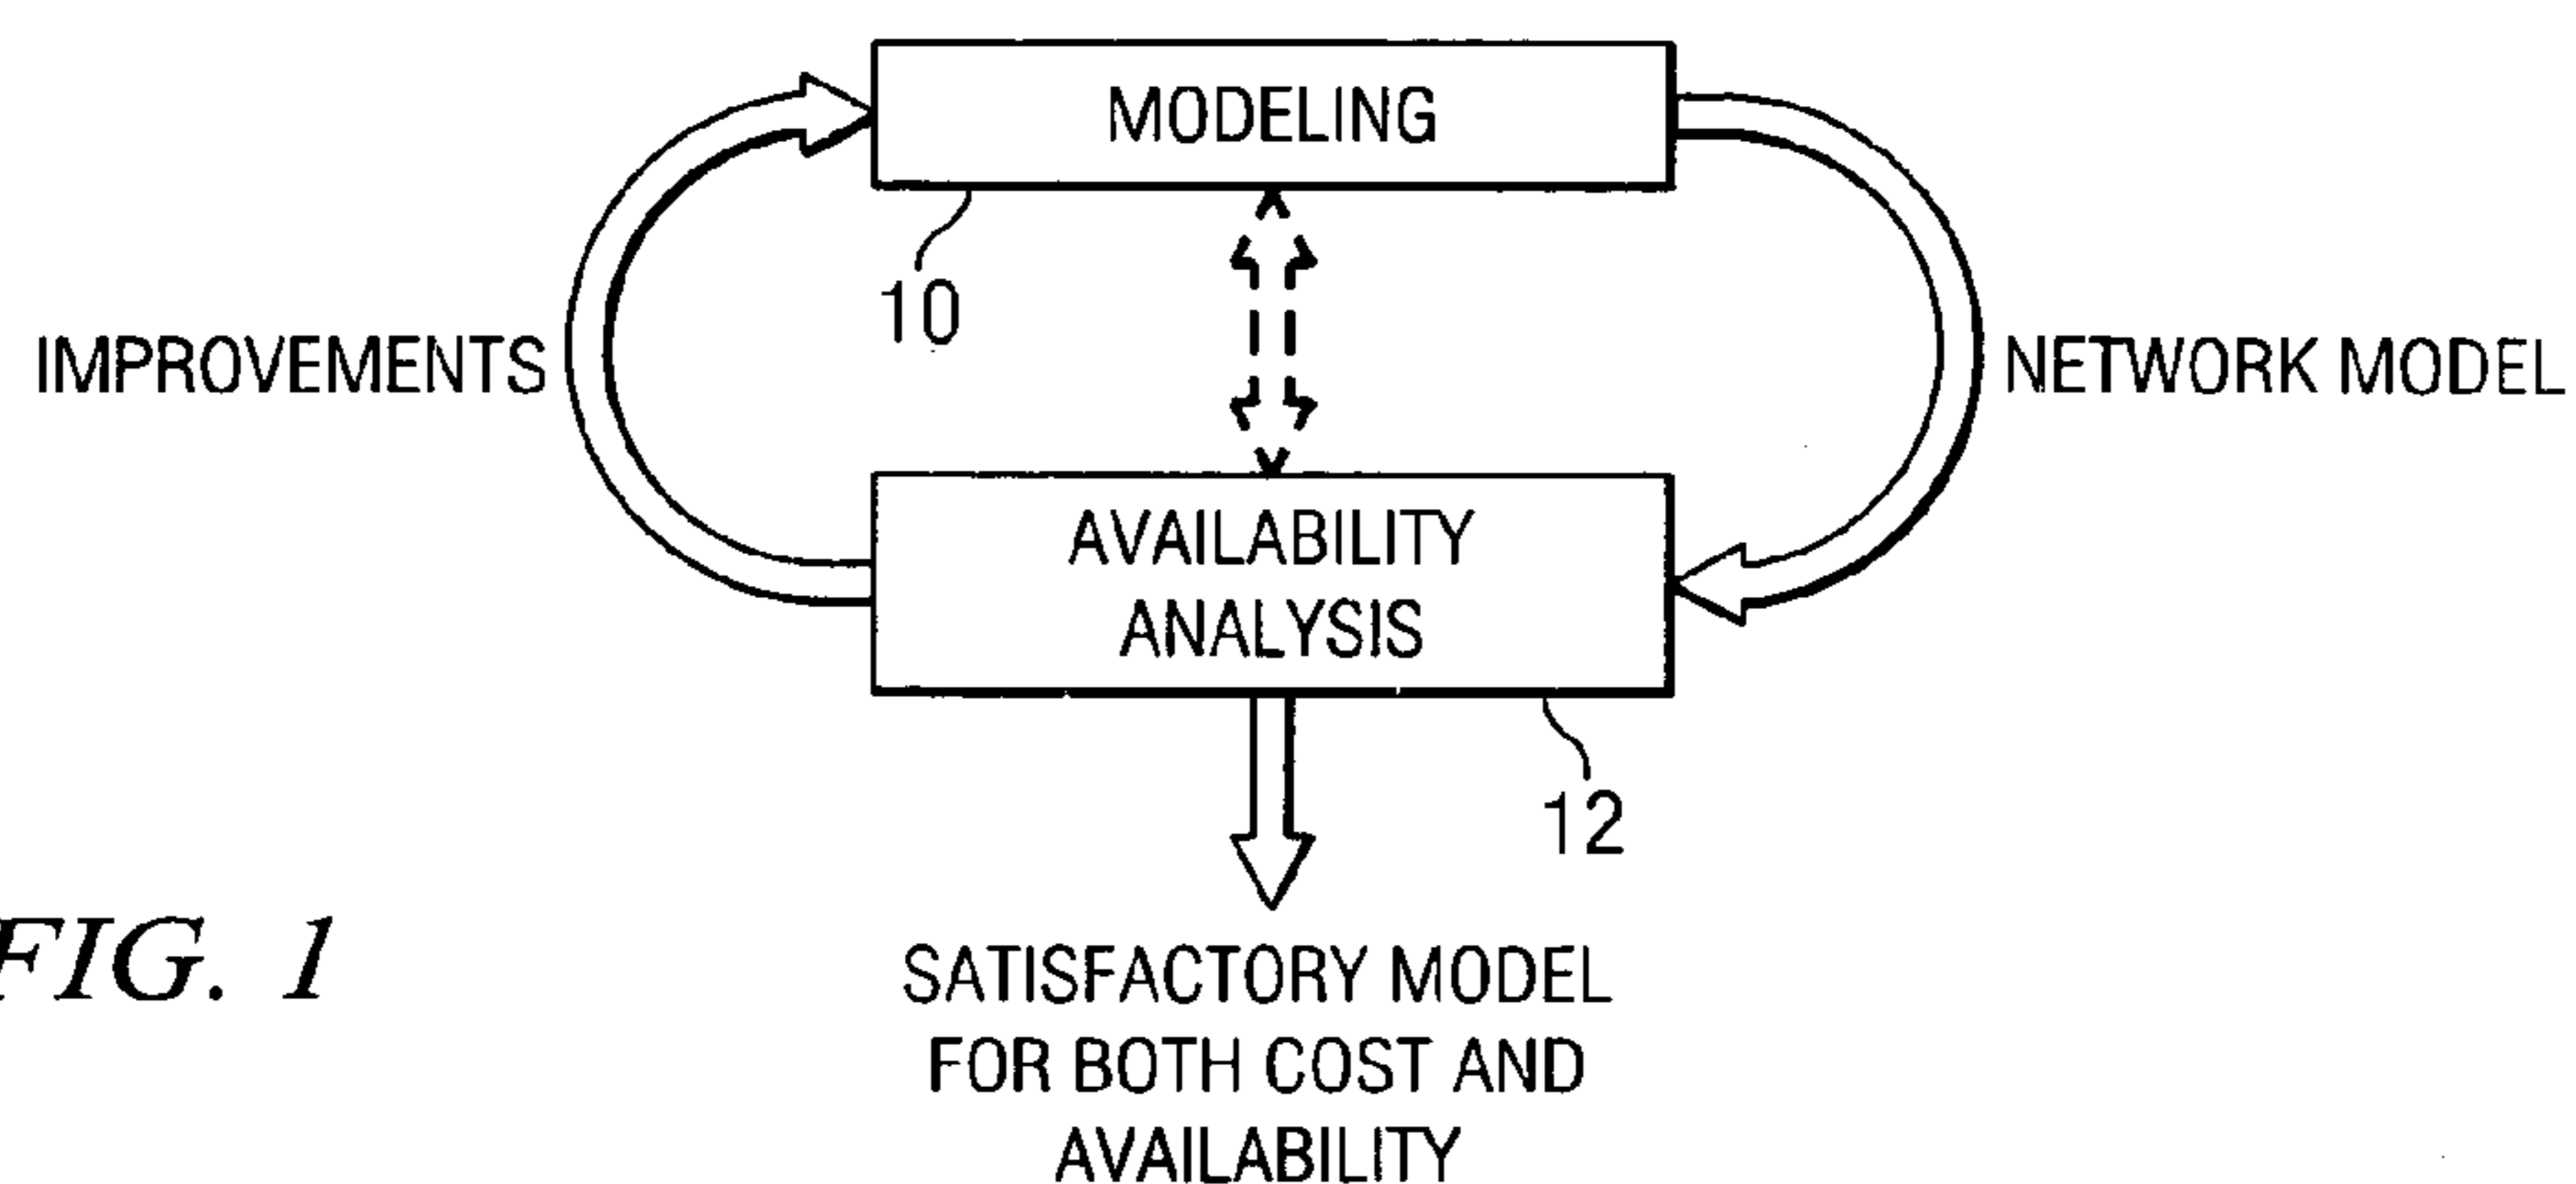 MODELING
10
IMPROVEMENTS
NETWORK MODEL
AVAILABILITY
ANALYSIS
12
FIG. 1
SATISFACTORY MODEL
FOR BOTH COST AND
AVAILABILITY